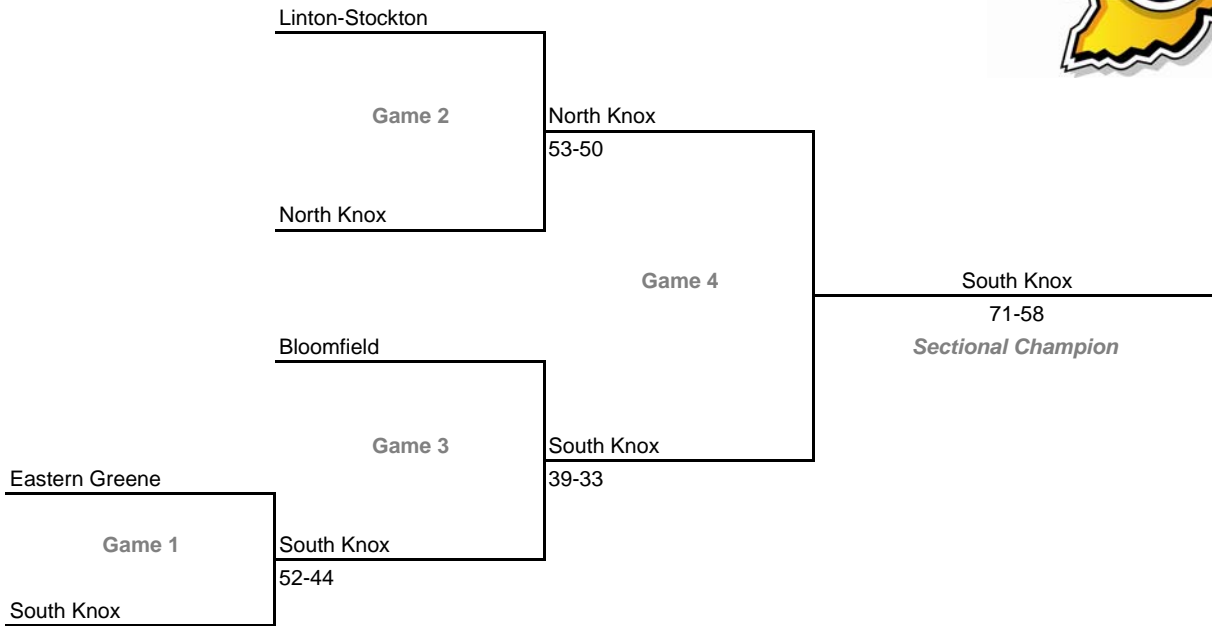 Linton-Stockton
Game 2
North Knox
53-50
North Knox
Game 4
South Knox
71-58
Bloomfield
Sectional Champion
Game 3
South Knox
Eastern Greene
39-33
Game 1
South Knox
52-44
South Knox